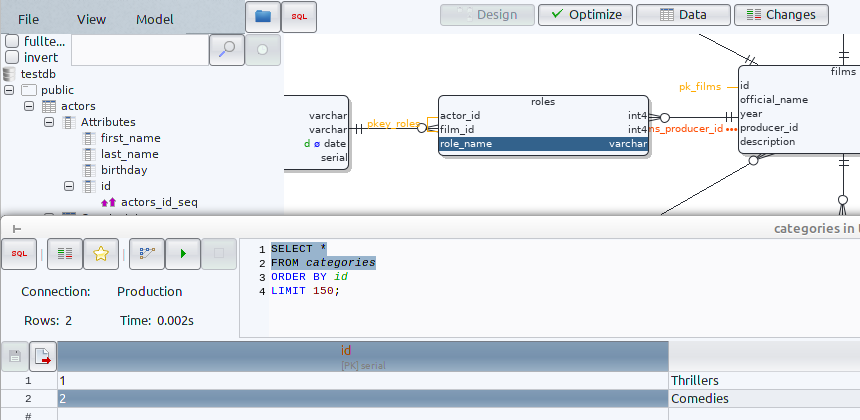 File View Model SQL Design Optimize Data Changes
fullte...
invert
testdb
public
actors
Attributes
first_name
last_name
birthday
id
actors_id_seq
varchar
varchar
d ø date
serial
pkey_roles
roles
actor_id int4
film_id int4
role_name varchar
ns_producer_id
pk_films
films
id
official_name
year
producer_id
description
categories in t
SQL
Connection: Production
Rows: 2 Time: 0.002s
1 SELECT *
2 FROM categories
3 ORDER BY id
4 LIMIT 150;
id
[PK] serial
1 1 Thrillers
2 2 Comedies
#